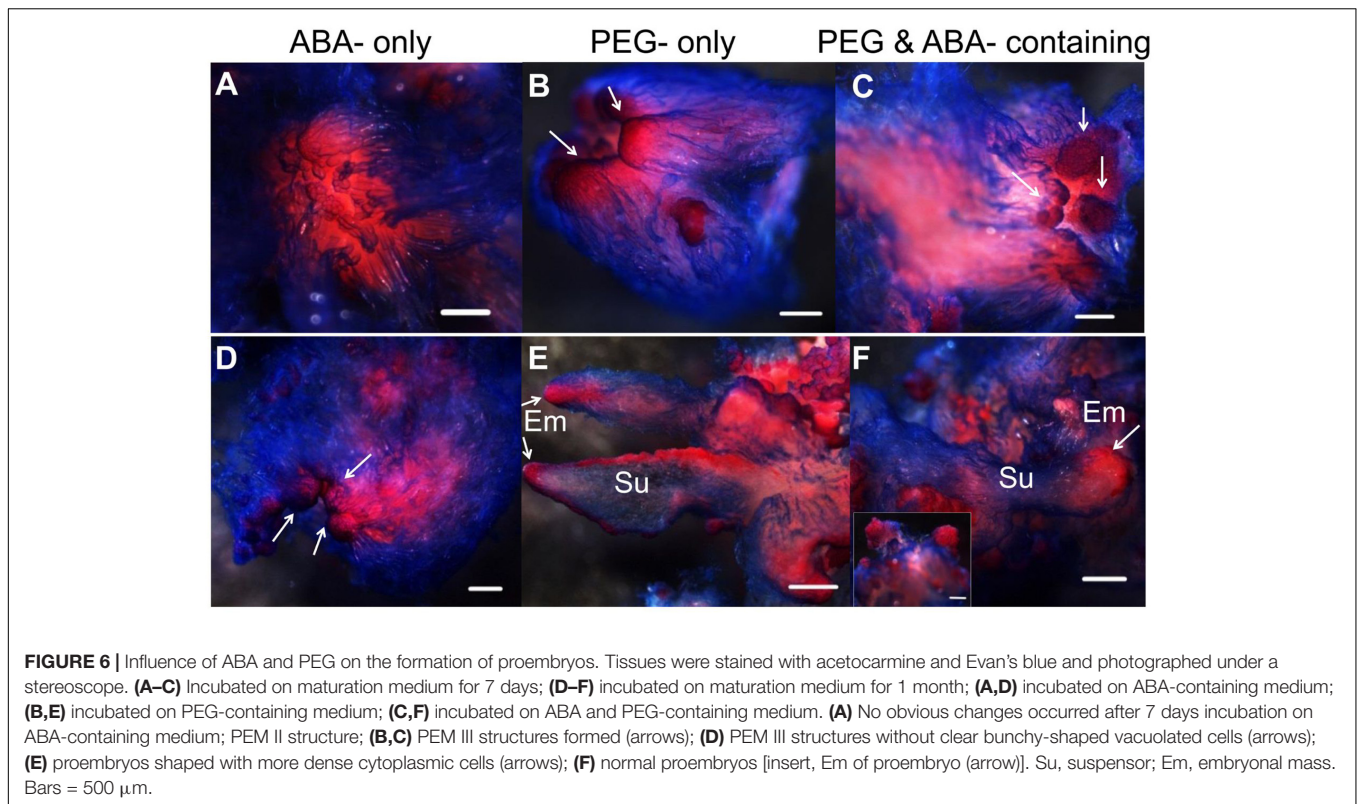 ABA- only PEG- only PEG & ABA- containing
A B C
D E F
Em
Su
Em
Su
FIGURE 6 | Influence of ABA and PEG on the formation of proembryos. Tissues were stained with acetocarmine and Evan's blue and photographed under a
stereoscope. (A–C) Incubated on maturation medium for 7 days; (D–F) incubated on maturation medium for 1 month; (A,D) incubated on ABA-containing medium;
(B,E) incubated on PEG-containing medium; (C,F) incubated on ABA and PEG-containing medium. (A) No obvious changes occurred after 7 days incubation on
ABA-containing medium; PEM II structure; (B,C) PEM III structures formed (arrows); (D) PEM III structures without clear bunchy-shaped vacuolated cells (arrows);
(E) proembryos shaped with more dense cytoplasmic cells (arrows); (F) normal proembryos [insert, Em of proembryo (arrow)]. Su, suspensor; Em, embryonal mass.
Bars = 500 μm.